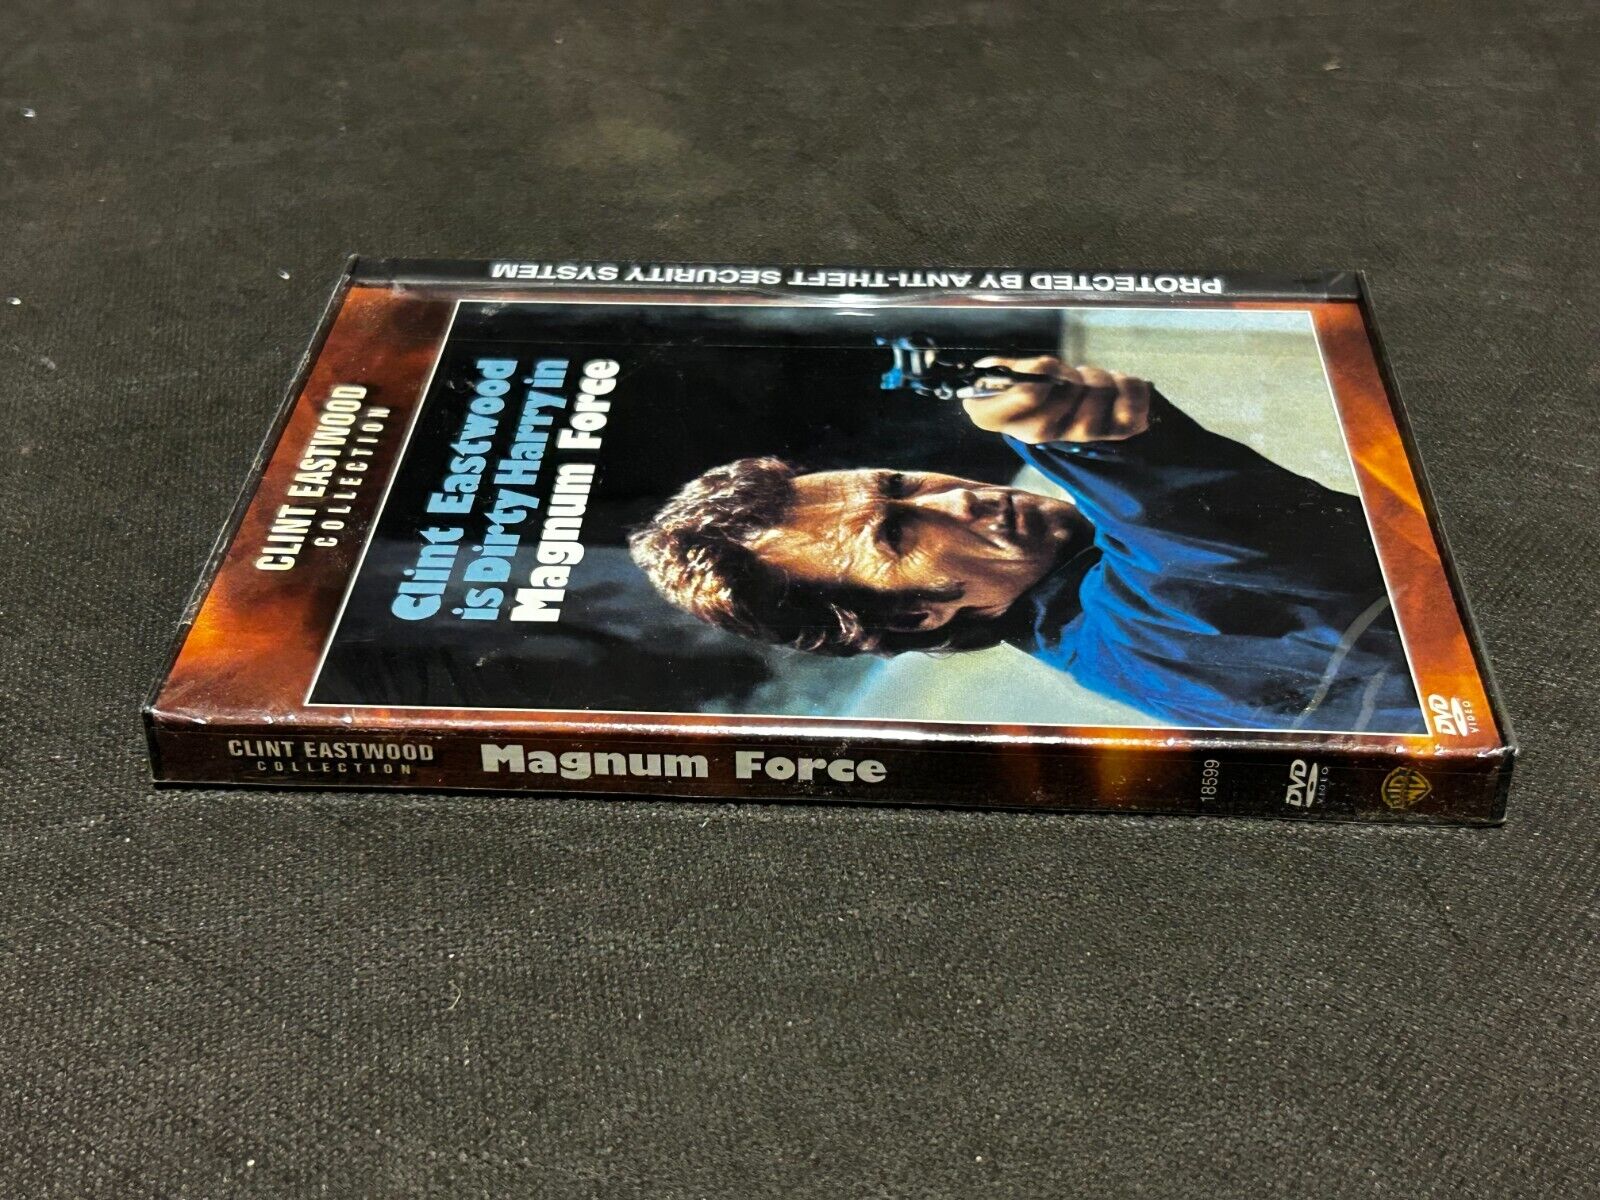 PROTECTED BY ANTI-THEFT SECURITY SYSTEM
CLINT EASTWOOD
COLLECTION
Clint Eastwood
is Dirty Harry in
Magnum Force
DVD
VIDEO
CLINT EASTWOOD
COLLECTION
Magnum Force
18599
DVD
VIDEO